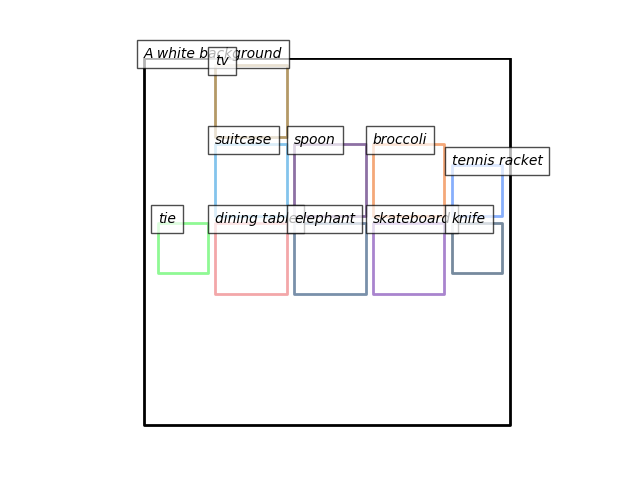 A white background
tv
suitcase
spoon
broccoli
tennis racket
tie
dining table
elephant
skateboard
knife